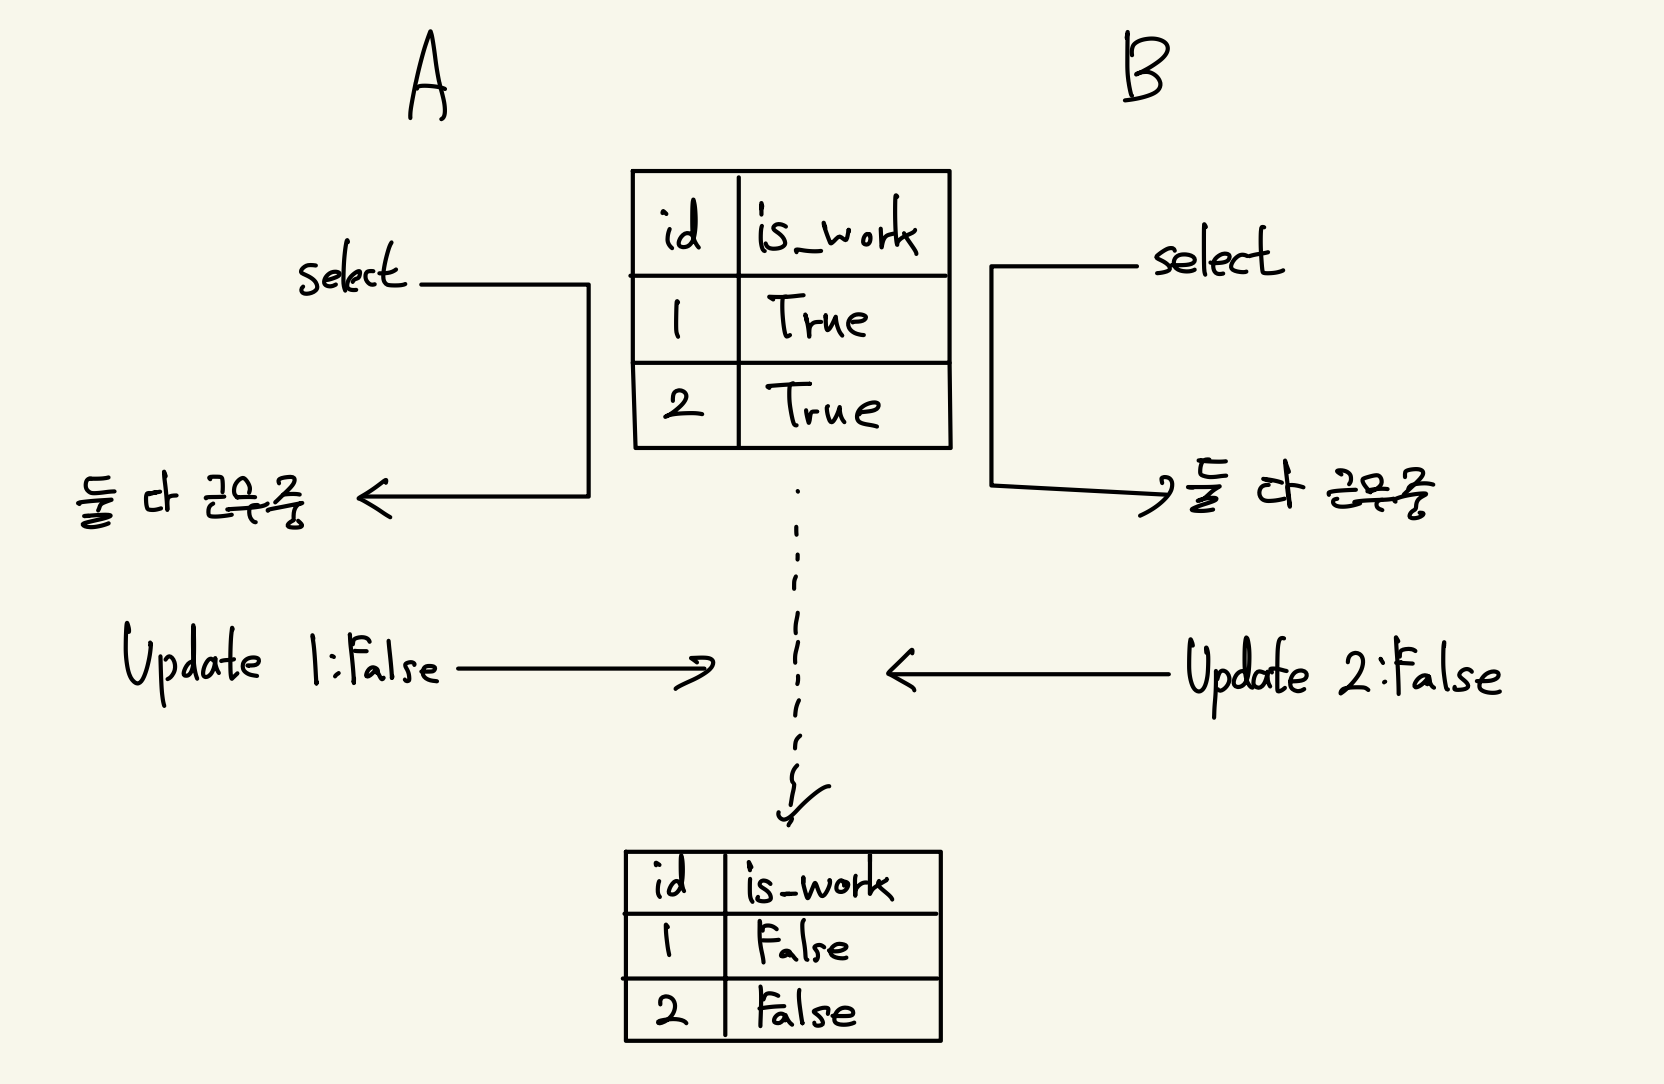 A B
id is_work
select select
1 True
2 True
둘 다 근무중 둘 다 근무중
Update 1:False Update 2:False
id is_work
1 False
2 False